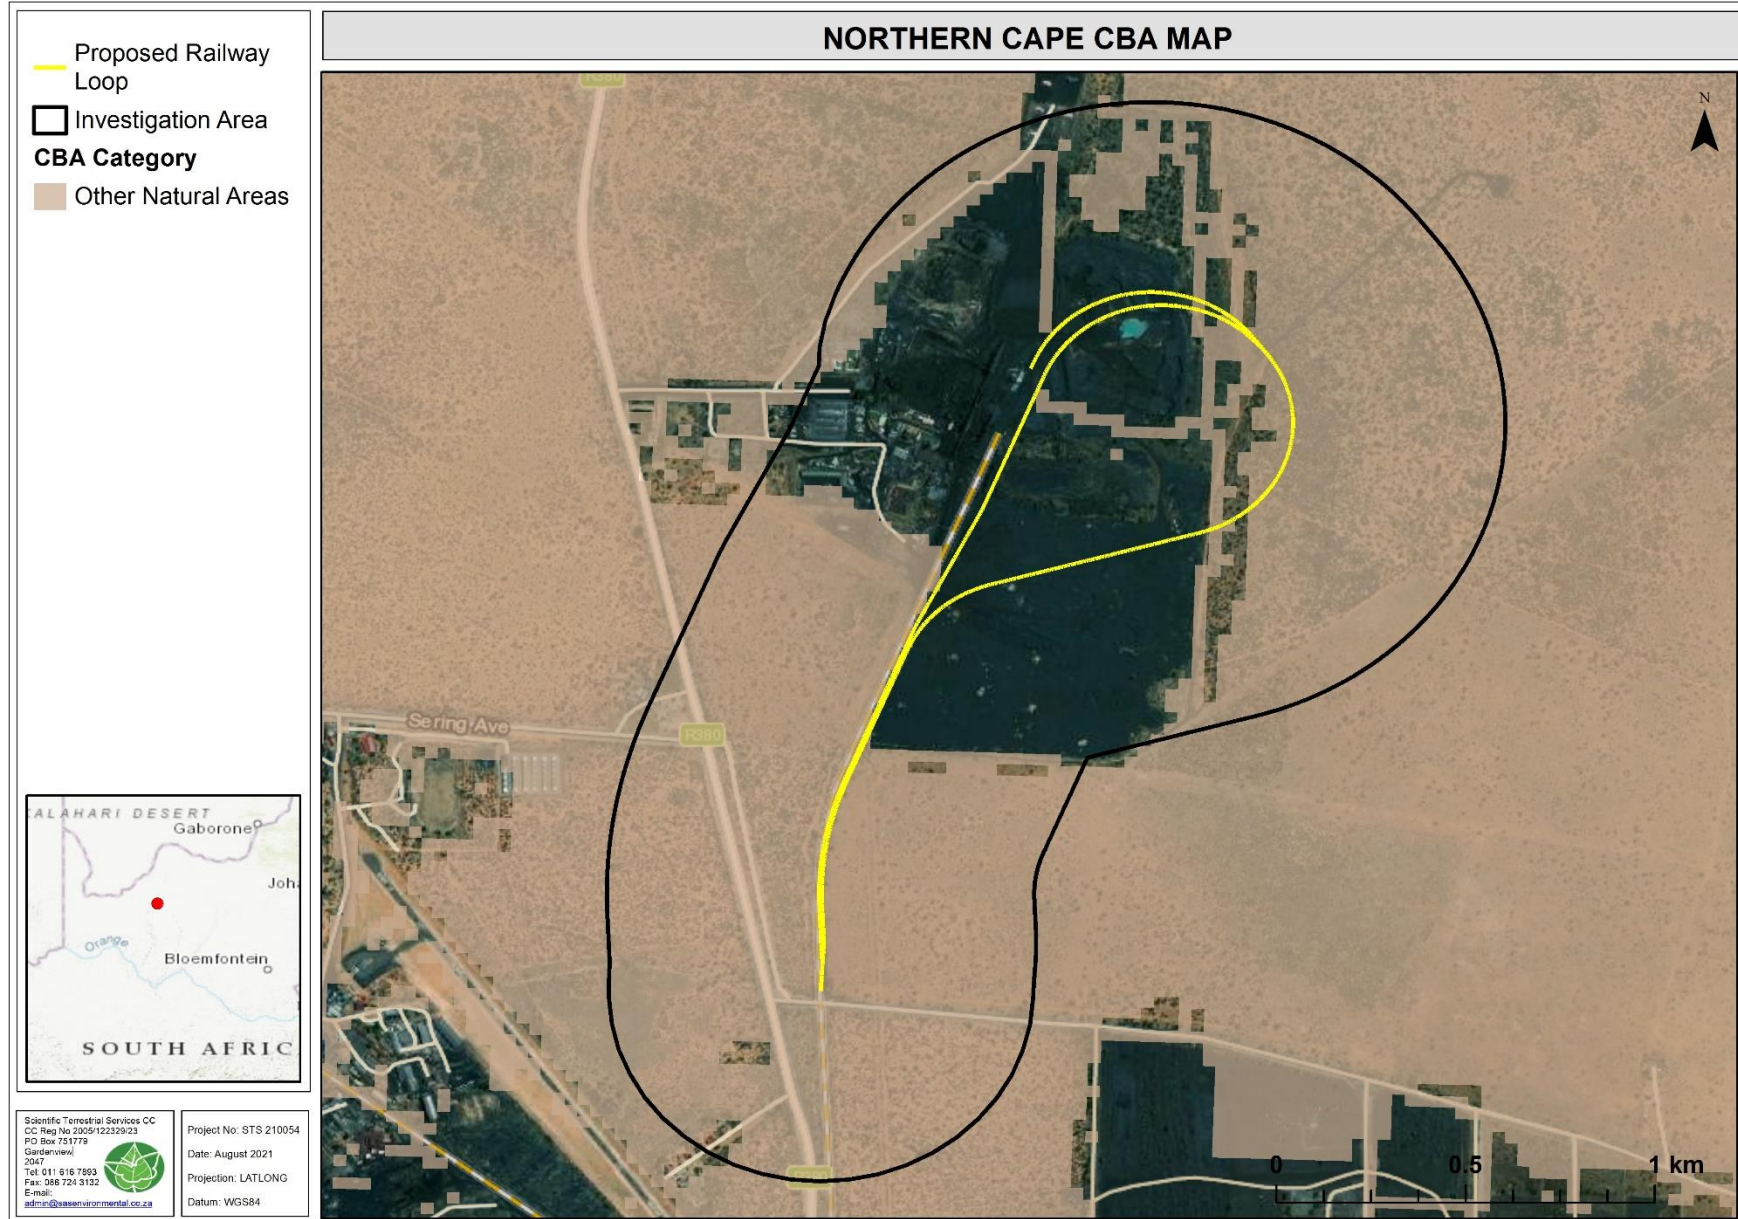 NORTHERN CAPE CBA MAP
Proposed Railway
Loop
Investigation Area
CBA Category
Other Natural Areas
R380
N
Sering Ave
R380
R380
0 0.5 1 km
ALAHARI DESERT
Gaborone
Joha
Orange
Bloemfontein
SOUTH AFRIC
Scientific Terrestrial Services CC
CC Reg No 2005/122329/23
PO Box 751779
Gardenview
2047
Tel: 011 616 7893
Fax: 086 724 3132
E-mail:
admin@sasenvironmental.co.za
Project No: STS 210054
Date: August 2021
Projection: LATLONG
Datum: WGS84